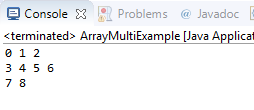 Console Problems @ Javadoc
<terminated> ArrayMultiExample [Java Applicat
0 1 2
3 4 5 6
7 8